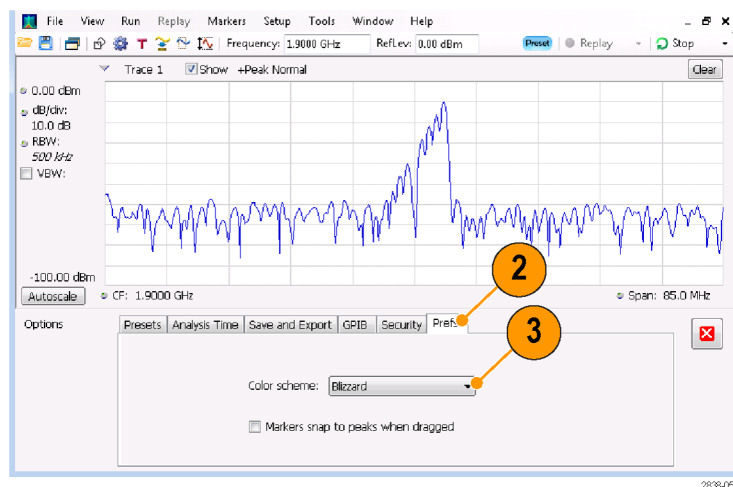 File View Run Replay Markers Setup Tools Window Help
T Frequency: 1.9000 GHz RefLev: 0.00 dBm Preset Replay Stop
Trace 1 Show +Peak Normal Clear
0.00 dBm
dB/div:
10.0 dB
RBW:
500 kHz
VBW:
-100.00 dBm
Autoscale CF: 1.9000 GHz Span: 85.0 MHz
2
Options Presets Analysis Time Save and Export GPIB Security Prefs
3
Color scheme: Blizzard
Markers snap to peaks when dragged